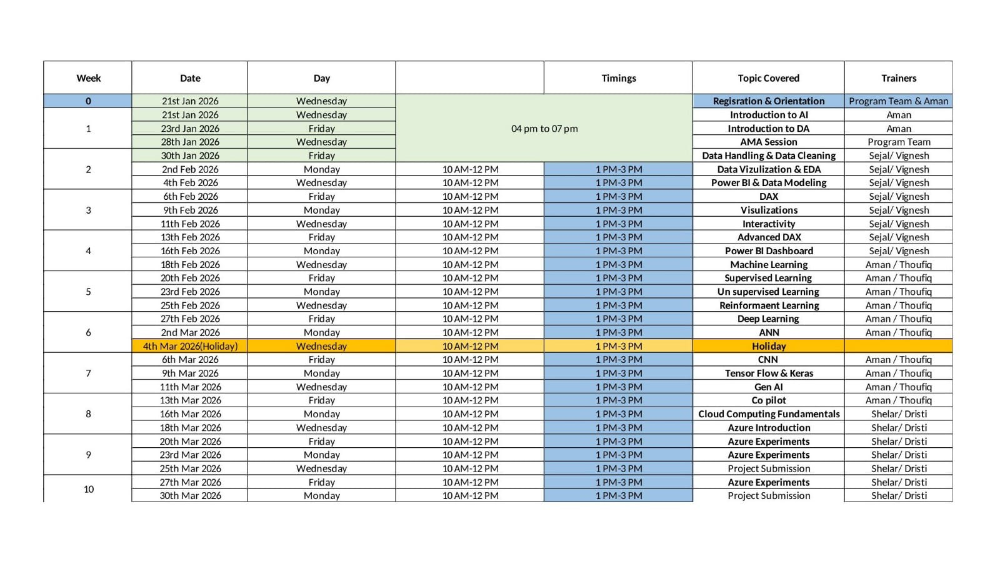 Week Date Day Timings Topic Covered Trainers
0 21st Jan 2026 Wednesday Regisration & Orientation Program Team & Aman
21st Jan 2026 Wednesday Introduction to AI Aman
1 23rd Jan 2026 Friday 04 pm to 07 pm Introduction to DA Aman
28th Jan 2026 Wednesday AMA Session Program Team
30th Jan 2026 Friday Data Handling & Data Cleaning Sejal/ Vignesh
2 2nd Feb 2026 Monday 10 AM-12 PM 1 PM-3 PM Data Vizulization & EDA Sejal/ Vignesh
4th Feb 2026 Wednesday 10 AM-12 PM 1 PM-3 PM Power BI & Data Modeling Sejal/ Vignesh
6th Feb 2026 Friday 10 AM-12 PM 1 PM-3 PM DAX Sejal/ Vignesh
3 9th Feb 2026 Monday 10 AM-12 PM 1 PM-3 PM Visulizations Sejal/ Vignesh
11th Feb 2026 Wednesday 10 AM-12 PM 1 PM-3 PM Interactivity Sejal/ Vignesh
13th Feb 2026 Friday 10 AM-12 PM 1 PM-3 PM Advanced DAX Sejal/ Vignesh
4 16th Feb 2026 Monday 10 AM-12 PM 1 PM-3 PM Power BI Dashboard Sejal/ Vignesh
18th Feb 2026 Wednesday 10 AM-12 PM 1 PM-3 PM Machine Learning Aman / Thoufiq
20th Feb 2026 Friday 10 AM-12 PM 1 PM-3 PM Supervised Learning Aman / Thoufiq
5 23rd Feb 2026 Monday 10 AM-12 PM 1 PM-3 PM Un supervised Learning Aman / Thoufiq
25th Feb 2026 Wednesday 10 AM-12 PM 1 PM-3 PM Reinformaent Learning Aman / Thoufiq
27th Feb 2026 Friday 10 AM-12 PM 1 PM-3 PM Deep Learning Aman / Thoufiq
6 2nd Mar 2026 Monday 10 AM-12 PM 1 PM-3 PM ANN Aman / Thoufiq
4th Mar 2026(Holiday) Wednesday 10 AM-12 PM 1 PM-3 PM Holiday
6th Mar 2026 Friday 10 AM-12 PM 1 PM-3 PM CNN Aman / Thoufiq
7 9th Mar 2026 Monday 10 AM-12 PM 1 PM-3 PM Tensor Flow & Keras Aman / Thoufiq
11th Mar 2026 Wednesday 10 AM-12 PM 1 PM-3 PM Gen AI Aman / Thoufiq
13th Mar 2026 Friday 10 AM-12 PM 1 PM-3 PM Co pilot Aman / Thoufiq
8 16th Mar 2026 Monday 10 AM-12 PM 1 PM-3 PM Cloud Computing Fundamentals Shelar/ Dristi
18th Mar 2026 Wednesday 10 AM-12 PM 1 PM-3 PM Azure Introduction Shelar/ Dristi
20th Mar 2026 Friday 10 AM-12 PM 1 PM-3 PM Azure Experiments Shelar/ Dristi
9 23rd Mar 2026 Monday 10 AM-12 PM 1 PM-3 PM Azure Experiments Shelar/ Dristi
25th Mar 2026 Wednesday 10 AM-12 PM 1 PM-3 PM Project Submission Shelar/ Dristi
10 27th Mar 2026 Friday 10 AM-12 PM 1 PM-3 PM Azure Experiments Shelar/ Dristi
30th Mar 2026 Monday 10 AM-12 PM 1 PM-3 PM Project Submission Shelar/ Dristi